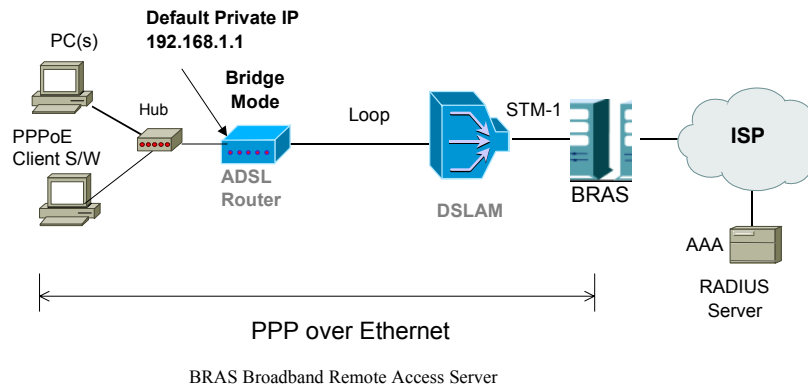 Default Private IP
192.168.1.1
PC(s)
Bridge
Mode
Hub
Loop
STM-1
ISP
PPPoE
Client S/W
ADSL
Router
DSLAM
BRAS
AAA
RADIUS
Server
PPP over Ethernet
BRAS Broadband Remote Access Server